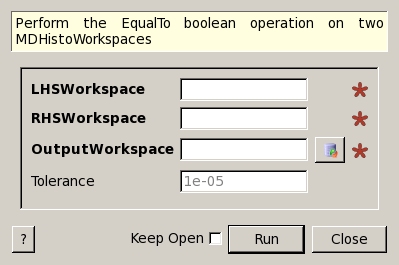 Perform the EqualTo boolean operation on two
MDHistoWorkspaces
LHSWorkspace
RHSWorkspace
OutputWorkspace
Tolerance 1e-05
? Keep Open Run Close